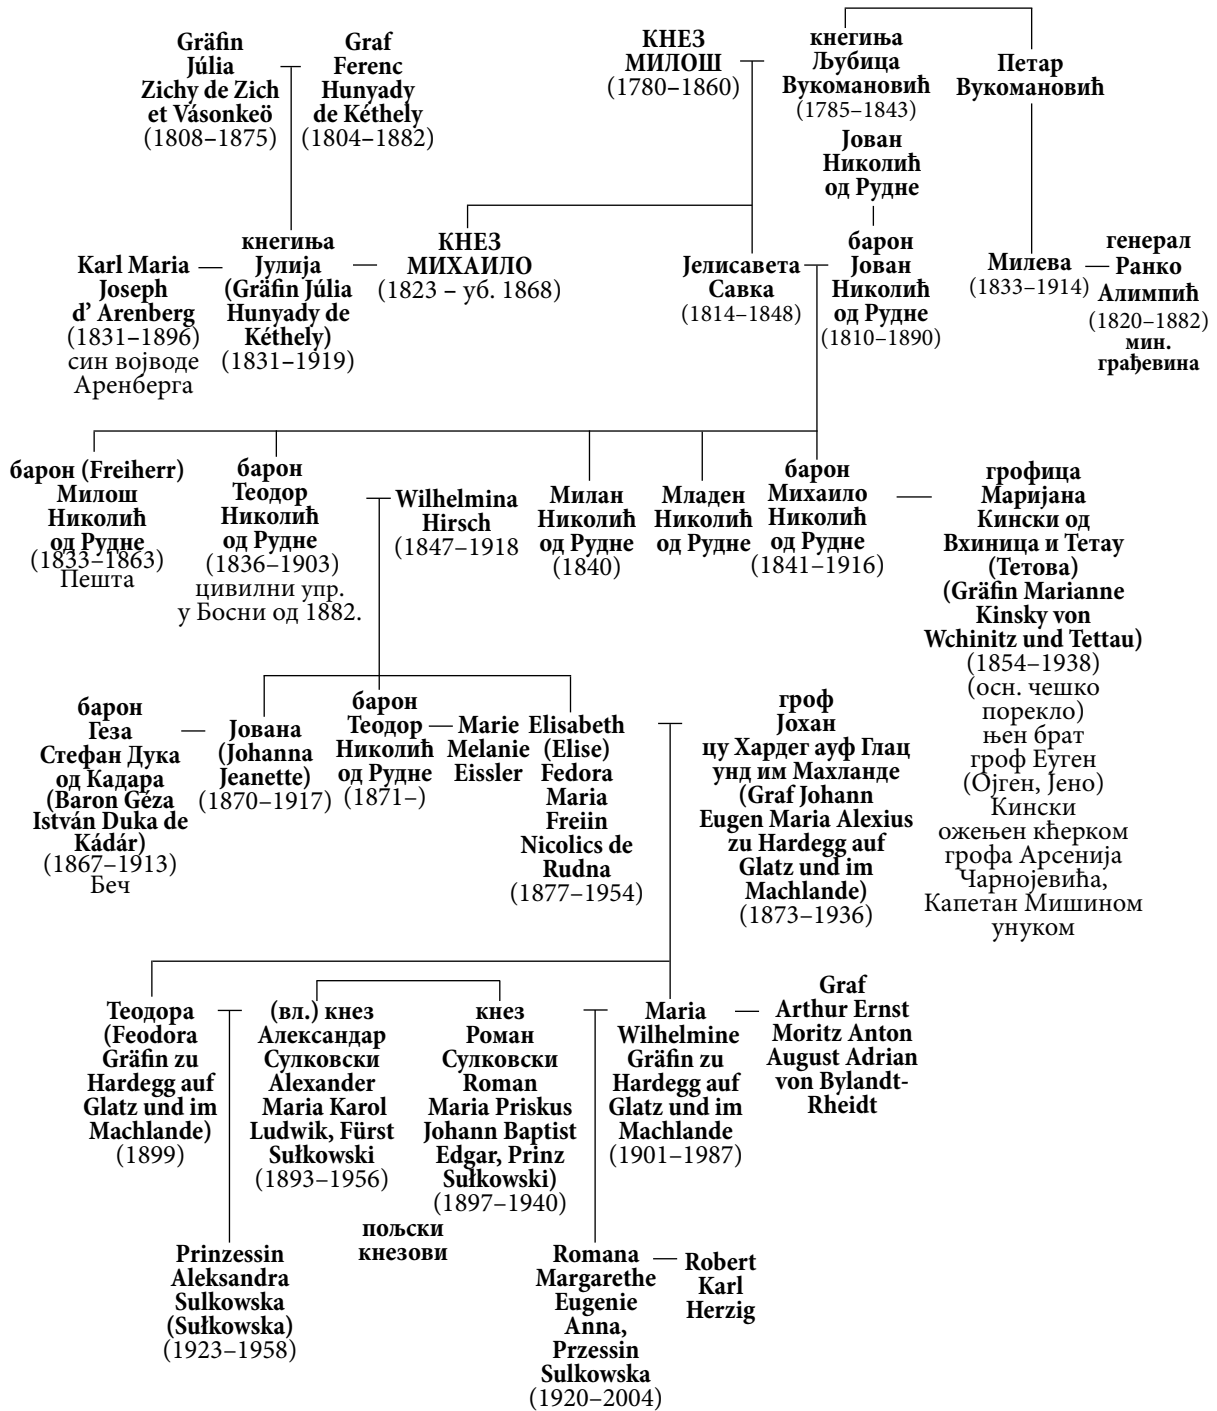 Gräfin
Júlia
Zichy de Zich
et Vásonkeö
(1808–1875)
Graf
Ferenc
Hunyady
de Kéthely
(1804–1882)
КНЕЗ
МИЛОШ
(1780–1860)
кнегиња
Љубица
Вукомановић
(1785–1843)
Петар
Вукомановић
Јован
Николић
од Рудне
Karl Maria
Joseph
d’ Arenberg
(1831–1896)
син војводе
Аренберга
кнегиња
Јулија
(Gräfin Júlia
Hunyady de
Kéthely)
(1831–1919)
КНЕЗ
МИХАИЛО
(1823 – уб. 1868)
Јелисавета
Савка
(1814–1848)
барон
Јован
Николић
од Рудне
(1810–1890)
Милева
(1833–1914)
генерал
Ранко
Алимпић
(1820–1882)
мин.
грађевина
барон (Freiherr)
Милош
Николић
од Рудне
(1833–1863)
Пешта
барон
Теодор
Николић
од Рудне
(1836–1903)
цивилни упр.
у Босни од 1882.
Wilhelmina
Hirsch
(1847–1918
Милан
Николић
од Рудне
(1840)
Младен
Николић
од Рудне
барон
Михаило
Николић
од Рудне
(1841–1916)
грофица
Маријана
Кински од
Вхиница и Тетау
(Тетова)
(Gräfin Marianne
Kinsky von
Wchinitz und Tettau)
(1854–1938)
(осн. чешко
порекло)
њен брат
гроф Еуген
(Ојген, Јено)
Кински
ожењен кћерком
грофа Арсенија
Чарнојевића,
Капетан Мишином
унуком
барон
Геза
Стефан Дука
од Кадара
(Baron Géza
István Duka de
Kádár)
(1867–1913)
Беч
Јована
(Johanna
Jeanette)
(1870–1917)
барон
Теодор
Николић
од Рудне
(1871–)
Marie
Melanie
Eissler
Elisabeth
(Elise)
Fedora
Maria
Freiin
Nicolics de
Rudna
(1877–1954)
гроф
Јохан
цу Хардег ауф Глац
унд им Махланде
(Graf Johann
Eugen Maria Alexius
zu Hardegg auf
Glatz und im
Machlande)
(1873–1936)
Теодора
(Feodora
Gräfin zu
Hardegg auf
Glatz und im
Machlande)
(1899)
(вл.) кнез
Александар
Сулковски
Alexander
Maria Karol
Ludwik, Fürst
Sułkowski
(1893–1956)
кнез
Роман
Сулковски
Roman
Maria Priskus
Johann Baptist
Edgar, Prinz
Sułkowski)
(1897–1940)
Maria
Wilhelmine
Gräfin zu
Hardegg auf
Glatz und im
Machlande
(1901–1987)
Graf
Arthur Ernst
Moritz Anton
August Adrian
von Bylandt-
Rheidt
пољски
кнезови
Prinzessin
Aleksandra
Sulkowska
(Sułkowska)
(1923–1958)
Romana
Margarethe
Eugenie
Anna,
Przessin
Sulkowska
(1920–2004)
Robert
Karl
Herzig